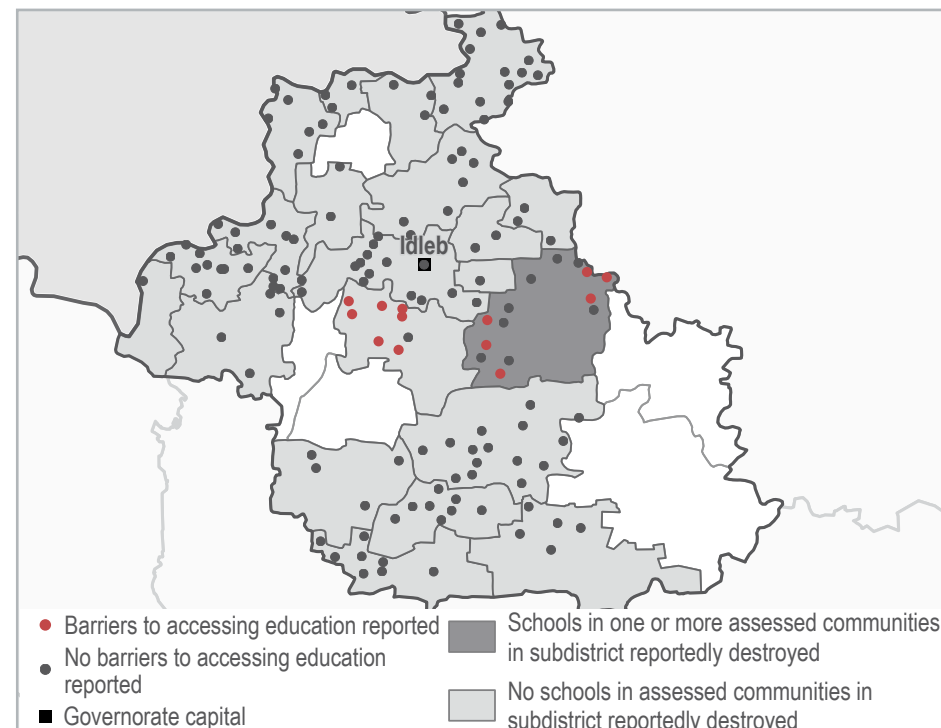 Idleb
Barriers to accessing education reported
No barriers to accessing education
reported
Governorate capital
Schools in one or more assessed communities
in subdistrict reportedly destroyed
No schools in assessed communities in
subdistrict reportedly destroyed